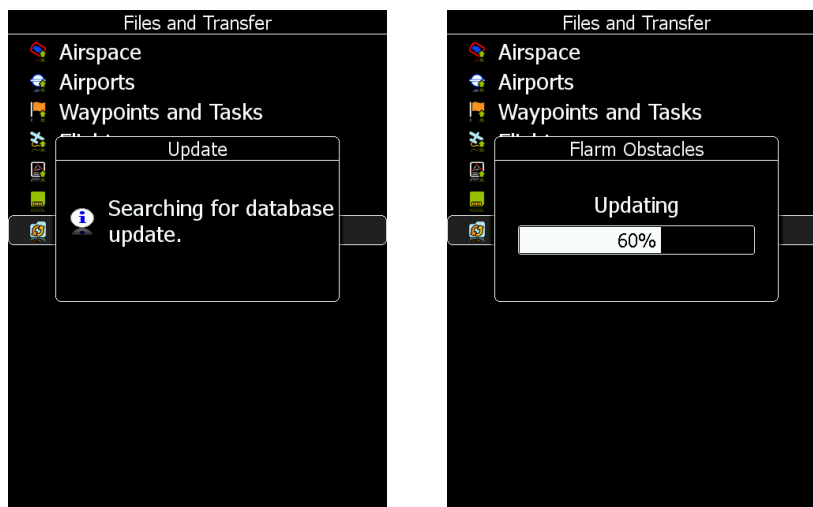 Files and Transfer
Airspace
Airports
Waypoints and Tasks
Update
Searching for database
update.
Files and Transfer
Airspace
Airports
Waypoints and Tasks
Flarm Obstacles
Updating
60%